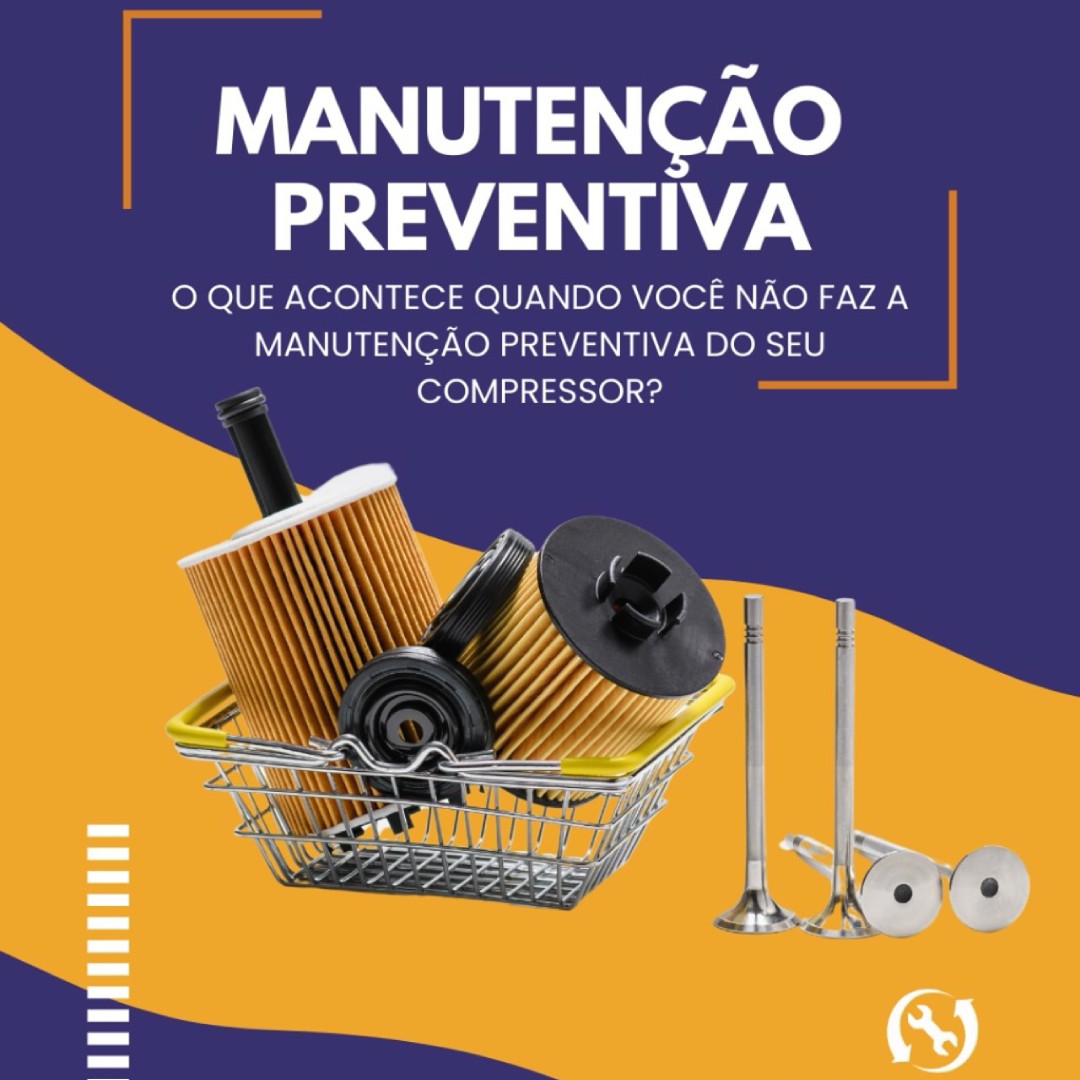 MANUTENÇÃO
PREVENTIVA
O QUE ACONTECE QUANDO VOCÊ NÃO FAZ A
MANUTENÇÃO PREVENTIVA DO SEU
COMPRESSOR?